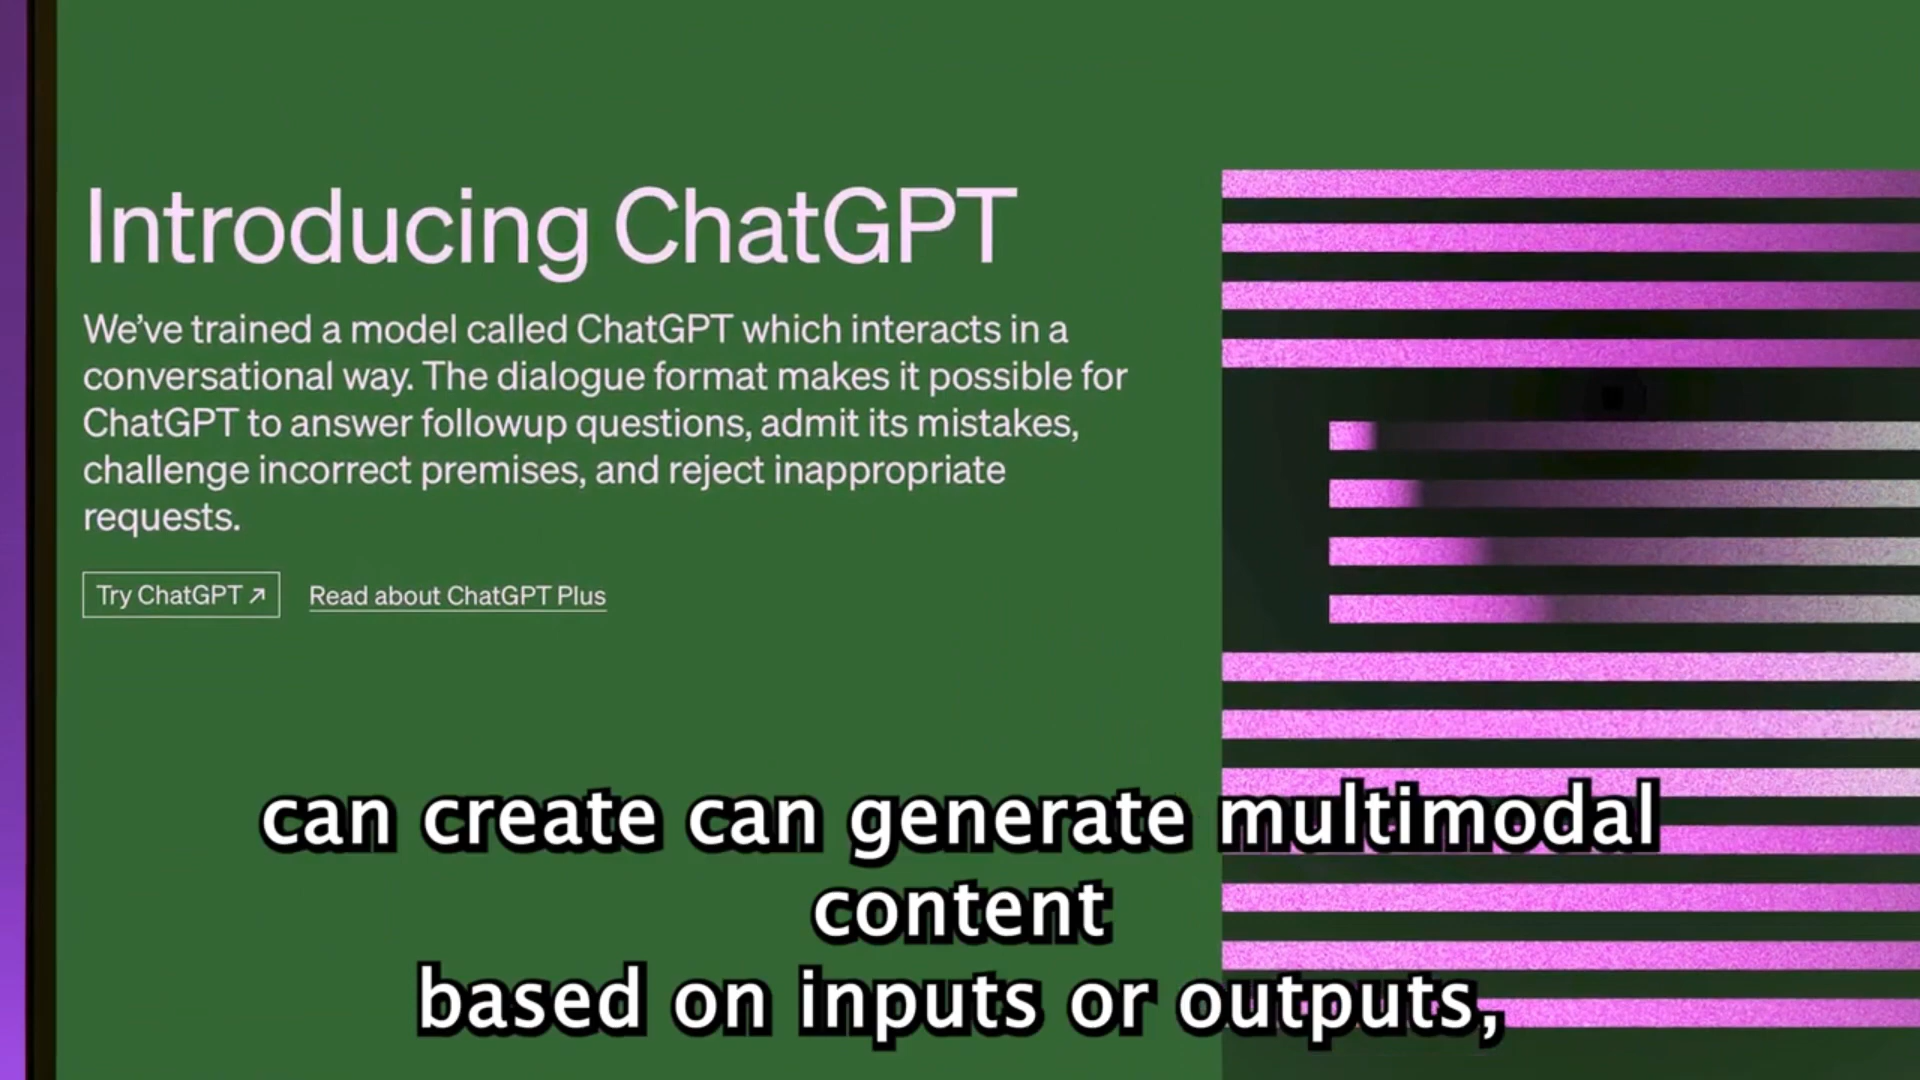 Introducing ChatGPT
We’ve trained a model called ChatGPT which interacts in a
conversational way. The dialogue format makes it possible for
ChatGPT to answer followup questions, admit its mistakes,
challenge incorrect premises, and reject inappropriate
requests.
Try ChatGPT ↗
Read about ChatGPT Plus
can create can generate multimodal
content
based on inputs or outputs,